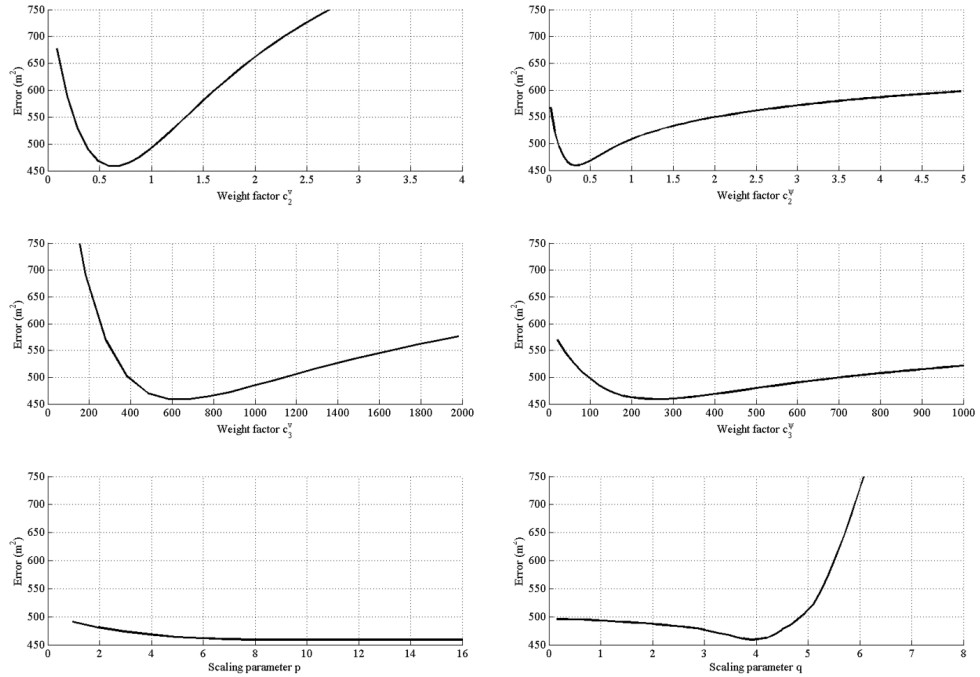 750
700
650
600
550
500
450
Error (m²)
0 0.5 1 1.5 2 2.5 3 3.5 4
Weight factor c₂ᵛ
750
700
650
600
550
500
450
Error (m²)
0 0.5 1 1.5 2 2.5 3 3.5 4 4.5 5
Weight factor c₂^ψ
750
700
650
600
550
500
450
Error (m²)
0 200 400 600 800 1000 1200 1400 1600 1800 2000
Weight factor c₃ᵛ
750
700
650
600
550
500
450
Error (m²)
0 100 200 300 400 500 600 700 800 900 1000
Weight factor c₃^ψ
750
700
650
600
550
500
450
Error (m²)
0 2 4 6 8 10 12 14 16
Scaling parameter p
750
700
650
600
550
500
450
Error (m²)
0 1 2 3 4 5 6 7 8
Scaling parameter q